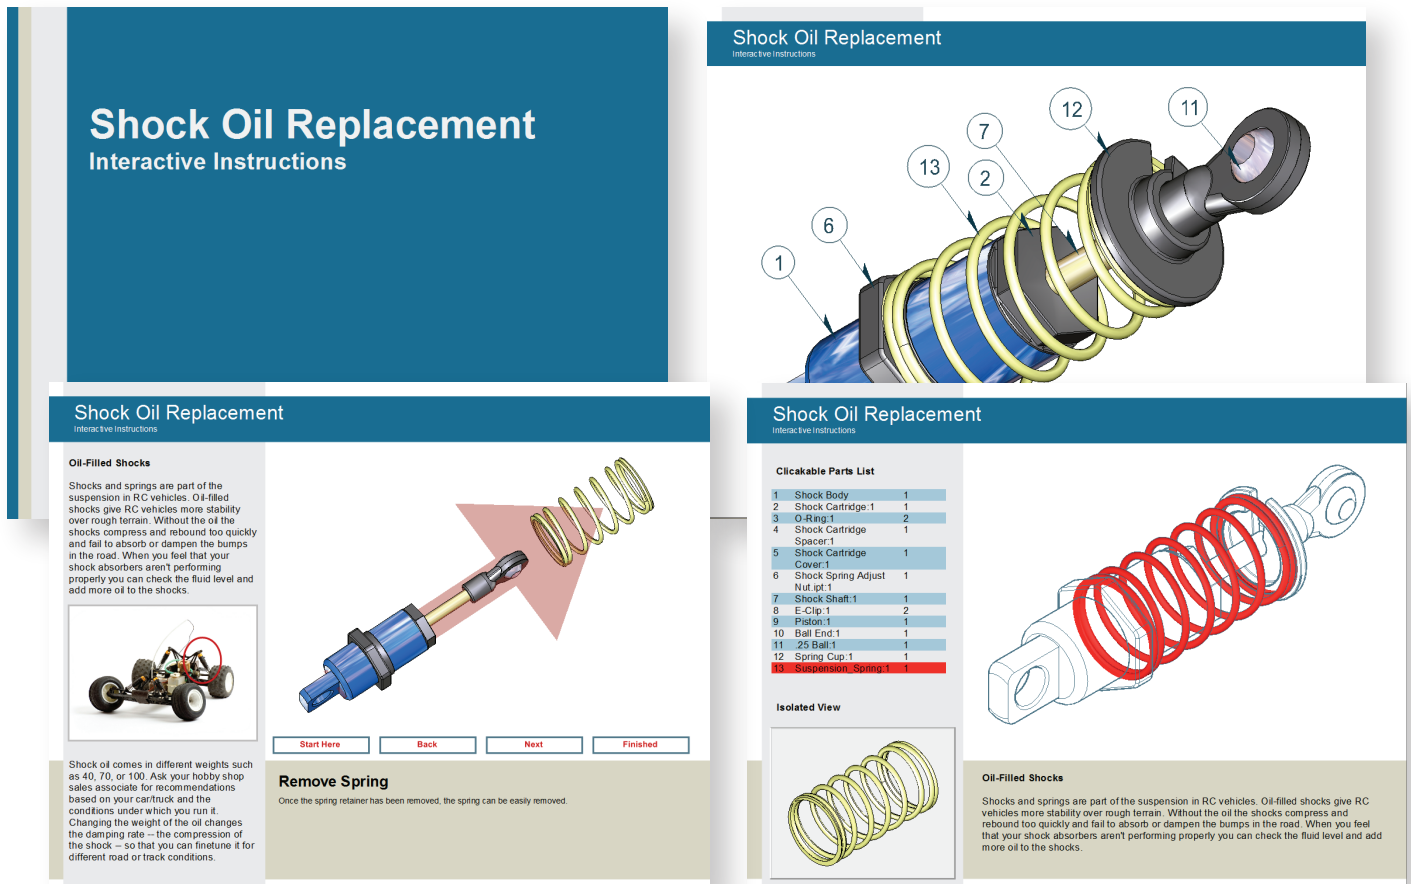 Shock Oil Replacement
Interactive Instructions
Shock Oil Replacement
Interactive Instructions
12
11
7
13
2
6
1
Shock Oil Replacement
Interactive Instructions
Oil-Filled Shocks
Shocks and springs are part of the
suspension in RC vehicles. Oil-filled
shocks give RC vehicles more stability
over rough terrain. Without the oil the
shocks compress and rebound too quickly
and fail to absorb or dampen the bumps
in the road. When you feel that your
shock absorbers aren't performing
properly you can check the fluid level and
add more oil to the shocks.
Shock oil comes in different weights such
as 40, 70, or 100. Ask your hobby shop
sales associate for recommendations
based on your car/truck and the
conditions under which you run it.
Changing the weight of the oil changes
the damping rate -- the compression of
the shock -- so that you can finetune it for
different road or track conditions.
Start Here
Back
Next
Finished
Remove Spring
Once the spring retainer has been removed, the spring can be easily removed.
Shock Oil Replacement
Interactive Instructions
Clicakable Parts List
1 Shock Body 1
2 Shock Cartridge:1 1
3 O-Ring:1 2
4 Shock Cartridge 1
Spacer:1
5 Shock Cartridge 1
Cover:1
6 Shock Spring Adjust 1
Nut.ipt:1
7 Shock Shaft:1 1
8 E-Clip:1 2
9 Piston:1 1
10 Ball End:1 1
11 .25 Ball:1 1
12 Spring Cup:1 1
13 Suspension_Spring:1 1
Isolated View
Oil-Filled Shocks
Shocks and springs are part of the suspension in RC vehicles. Oil-filled shocks give RC
vehicles more stability over rough terrain. Without the oil the shocks compress and
rebound too quickly and fail to absorb or dampen the bumps in the road. When you feel
that your shock absorbers aren't performing properly you can check the fluid level and add
more oil to the shocks.